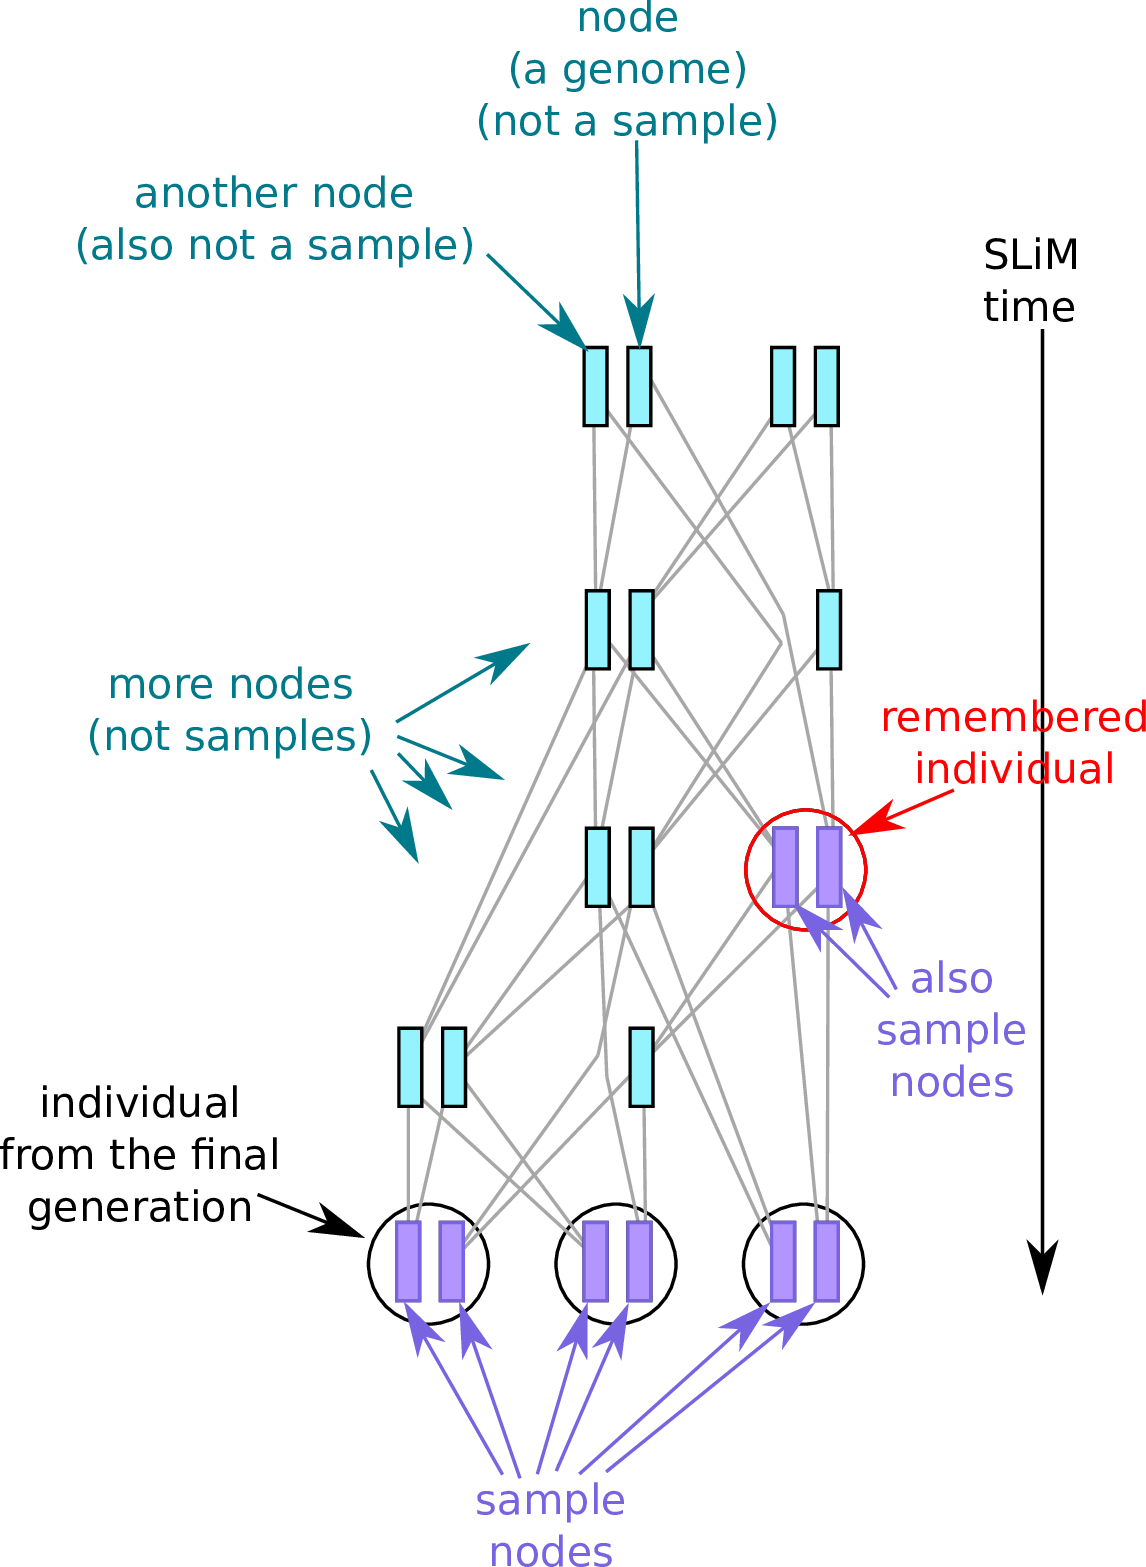 node
(a genome)
(not a sample)
another node
(also not a sample)
SLiM
time
more nodes
(not samples)
remembered
individual
also
sample
nodes
individual
from the final
generation
sample
nodes